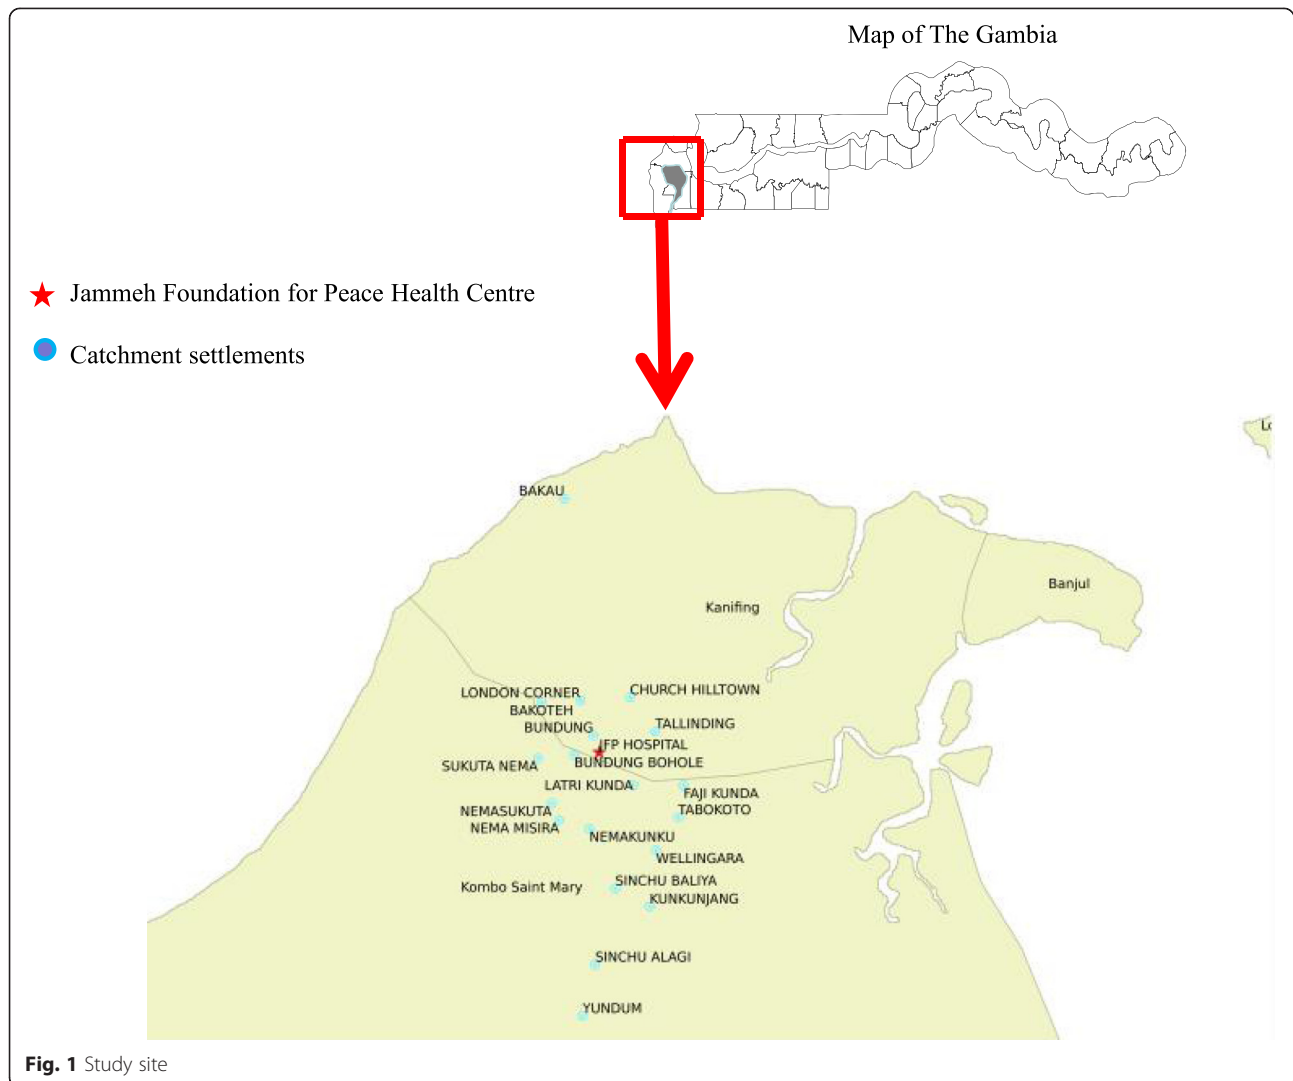 Map of The Gambia
Jammeh Foundation for Peace Health Centre
Catchment settlements
Lo
BAKAU
Banjul
Kanifing
LONDON CORNER
CHURCH HILLTOWN
BAKOTEH
BUNDUNG
TALLINDING
JFP HOSPITAL
BUNDUNG BOHOLE
SUKUTA NEMA
LATRI KUNDA
FAJI KUNDA
NEMASUKUTA
TABOKOTO
NEMA MISIRA
NEMAKUNKU
WELLINGARA
SINCHU BALIYA
Kombo Saint Mary
KUNKUNJANG
SINCHU ALAGI
YUNDUM
Fig. 1 Study site